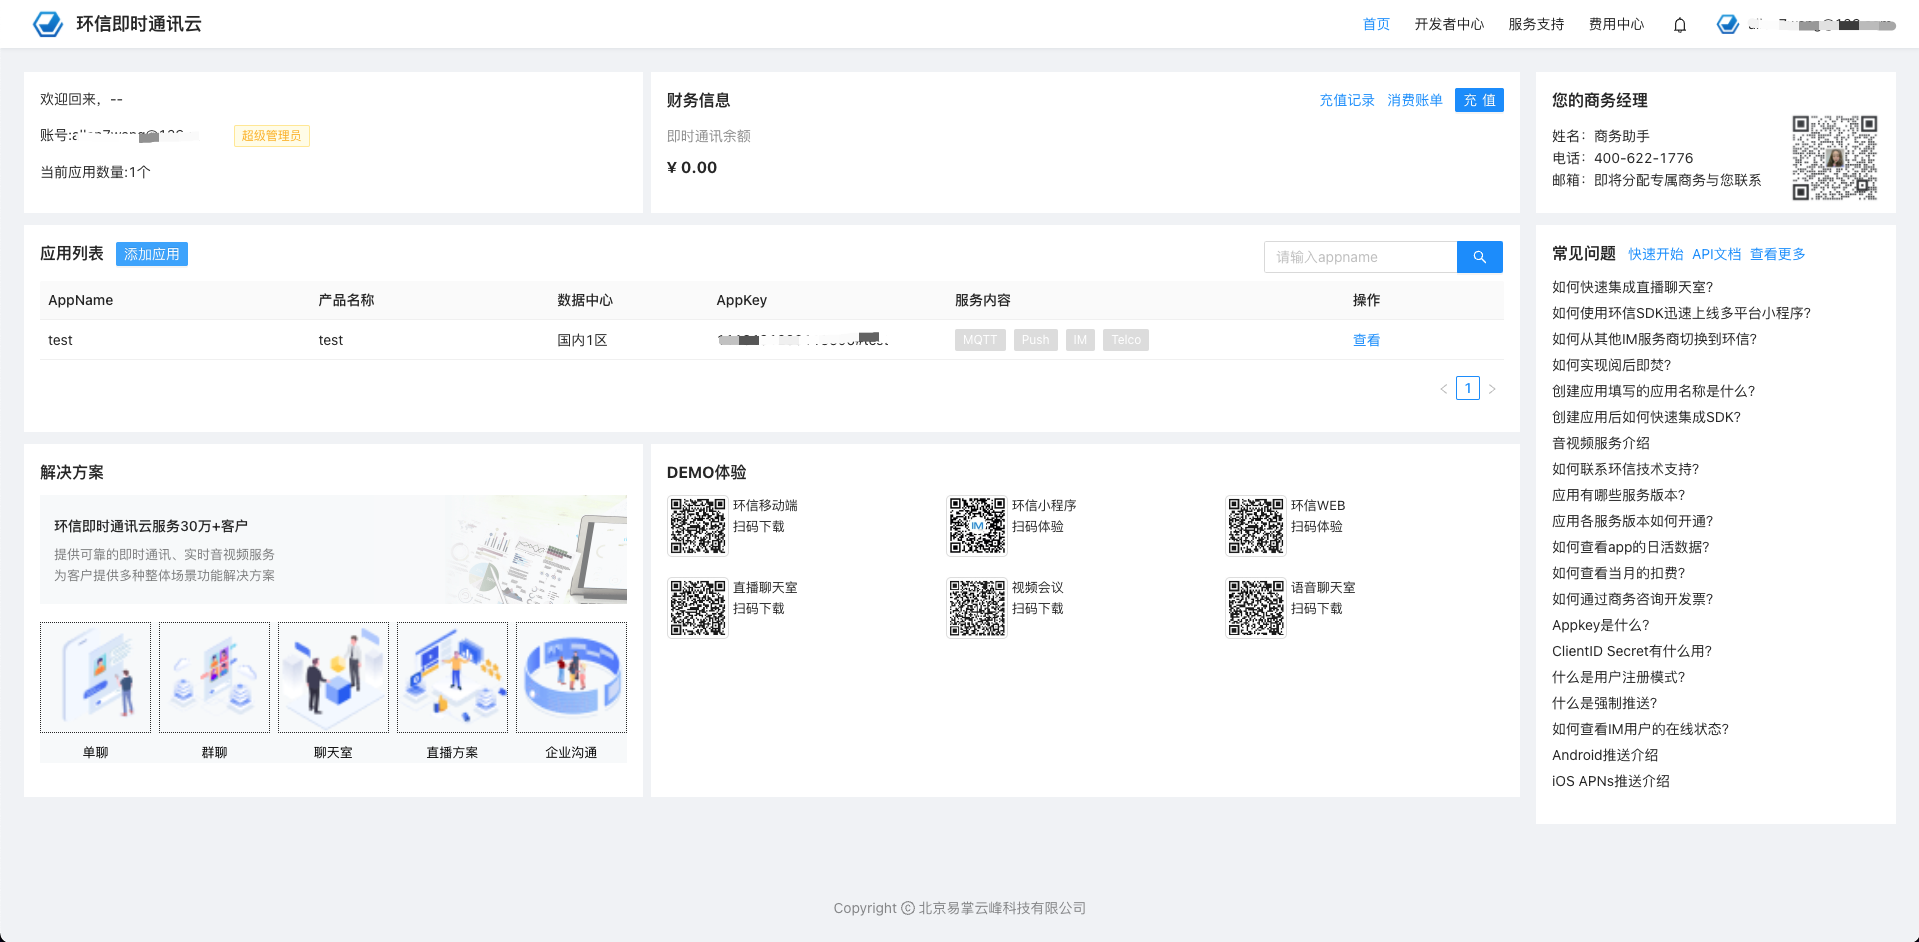 环信即时通讯云
首页 开发者中心 服务支持 费用中心
欢迎回来，--
账号:
超级管理员
当前应用数量:1个
财务信息
充值记录 消费账单 充 值
即时通讯余额
¥ 0.00
您的商务经理
姓名：商务助手
电话：400-622-1776
邮箱：即将分配专属商务与您联系
应用列表 添加应用
请输入appname
AppName 产品名称 数据中心 AppKey 服务内容 操作
test test 国内1区 MQTT Push IM Telco 查看
1
常见问题 快速开始 API文档 查看更多
如何快速集成直播聊天室?
如何使用环信SDK迅速上线多平台小程序?
如何从其他IM服务商切换到环信?
如何实现阅后即焚?
创建应用填写的应用名称是什么?
创建应用后如何快速集成SDK?
音视频服务介绍
如何联系环信技术支持?
应用有哪些服务版本?
应用各服务版本如何开通?
如何查看app的日活数据?
如何查看当月的扣费?
如何通过商务咨询开发票?
Appkey是什么?
ClientID Secret有什么用?
什么是用户注册模式?
什么是强制推送?
如何查看IM用户的在线状态?
Android推送介绍
iOS APNs推送介绍
解决方案
环信即时通讯云服务30万+客户
提供可靠的即时通讯、实时音视频服务
为客户提供多种整体场景功能解决方案
单聊 群聊 聊天室 直播方案 企业沟通
DEMO体验
环信移动端
扫码下载
环信小程序
扫码体验
IM
环信WEB
扫码体验
直播聊天室
扫码下载
视频会议
扫码下载
语音聊天室
扫码下载
Copyright © 北京易掌云峰科技有限公司